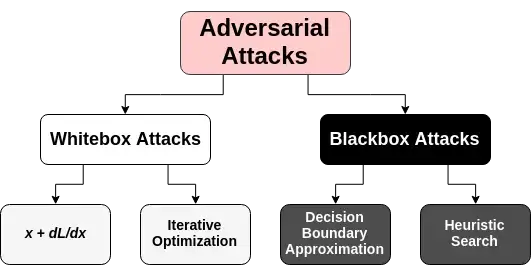 Adversarial
Attacks
Whitebox Attacks
Blackbox Attacks
x + dL/dx
Iterative
Optimization
Decision
Boundary
Approximation
Heuristic
Search